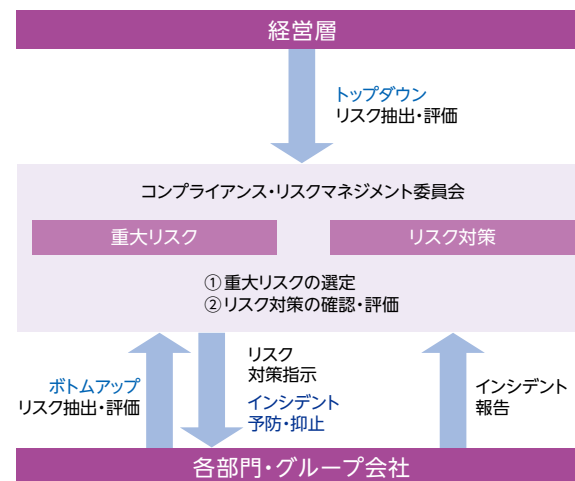 経営層
トップダウン
リスク抽出・評価
コンプライアンス・リスクマネジメント委員会
重大リスク
リスク対策
①重大リスクの選定
②リスク対策の確認・評価
ボトムアップ
リスク抽出・評価
リスク
対策指示
インシデント
予防・抑止
インシデント
報告
各部門・グループ会社